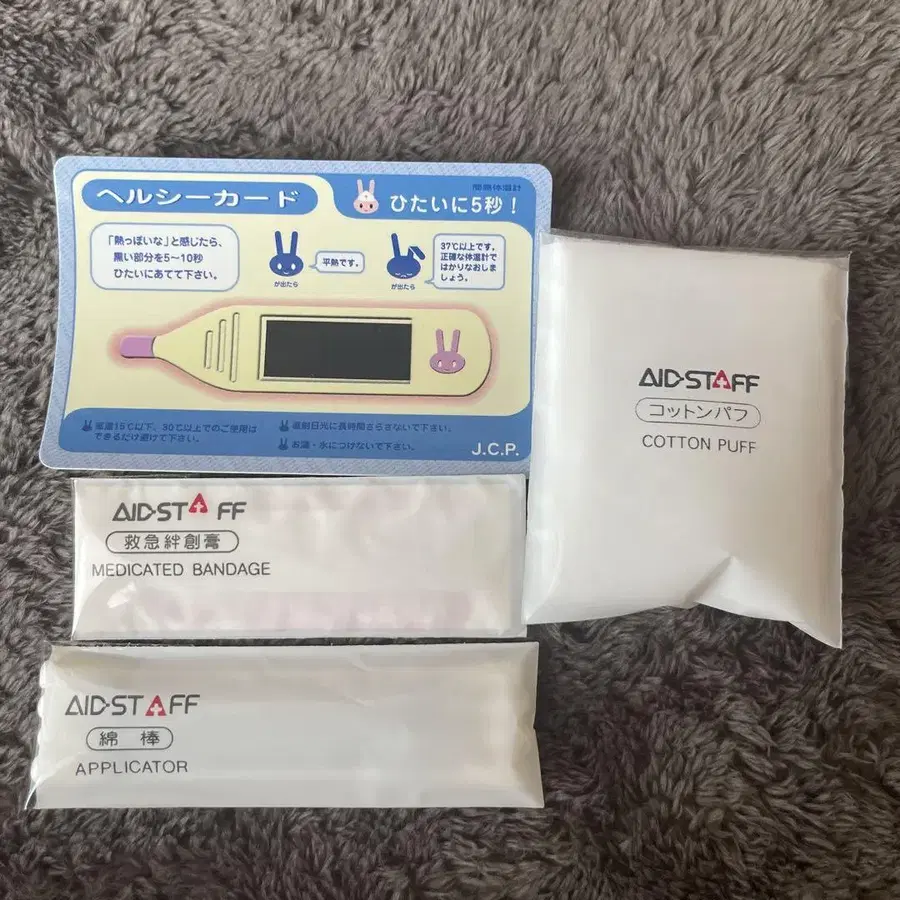 ヘルシーカード
簡易体温計
ひたいに5秒！
「熱っぽいな」と感じたら、
黒い部分を5〜10秒
ひたいにあてて下さい。
が出たら
平熱です。
が出たら
37℃以上です。
正確な体温計で
はかりなおしま
しょう。
室温15℃以下、30℃以上でのご使用は
できるだけ避けて下さい。
直射日光に長時間さらさないで下さい。
お湯・水につけないで下さい。
J.C.P.
AID-STAFF
コットンパフ
COTTON PUFF
AID-STAFF
救急絆創膏
MEDICATED BANDAGE
AID-STAFF
綿 棒
APPLICATOR